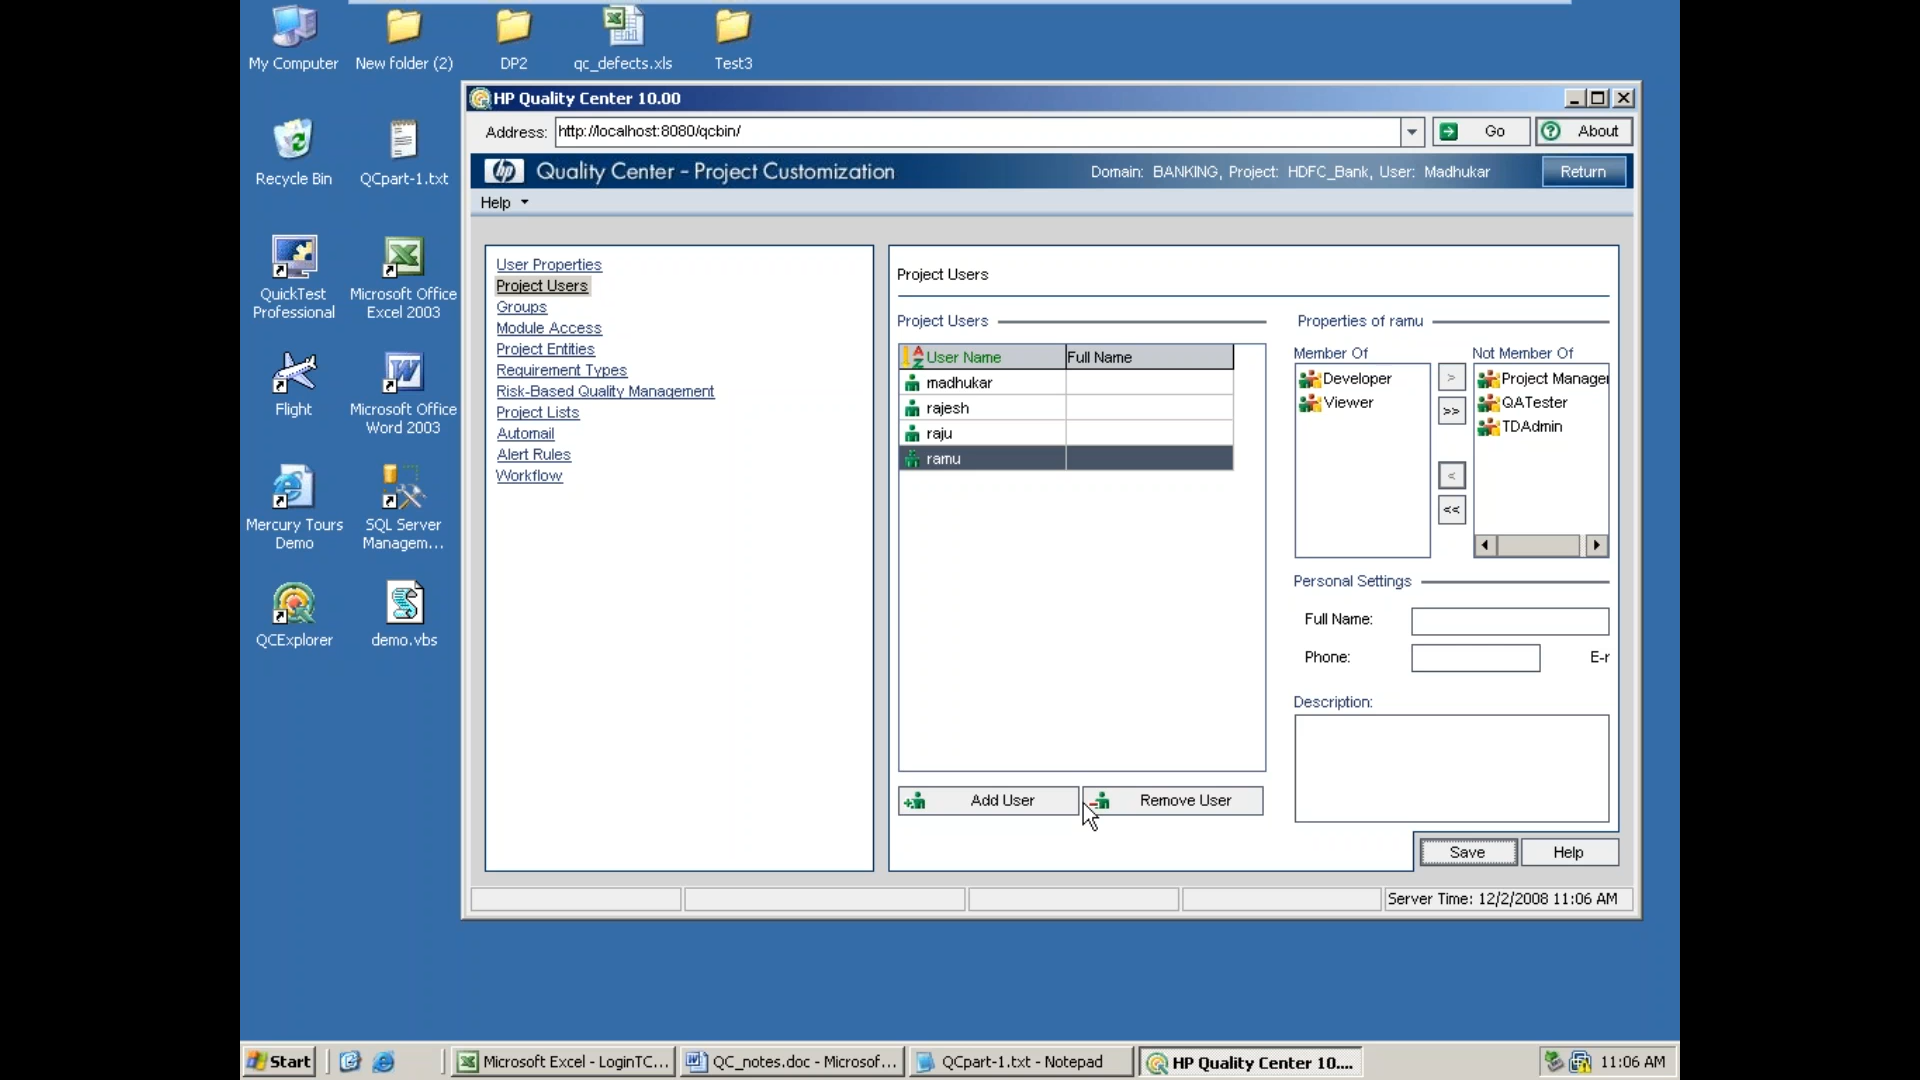 My Computer
New folder (2)
DP2
qc_defects.xls
Test3
Recycle Bin
QCpart-1.txt
QuickTest
Professional
Microsoft Office
Excel 2003
Flight
Microsoft Office
Word 2003
Mercury Tours
Demo
SQL Server
Managem...
QCExplorer
demo.vbs
HP Quality Center 10.00
Address: http://localhost:8080/qcbin/ Go About
hp Quality Center - Project Customization Domain: BANKING, Project: HDFC_Bank, User: Madhukar Return
Help
User Properties
Project Users
Groups
Module Access
Project Entities
Requirement Types
Risk-Based Quality Management
Project Lists
Automail
Alert Rules
Workflow
Project Users
Project Users
User Name Full Name
madhukar
rajesh
raju
ramu
Add User Remove User
Properties of ramu
Member Of
Developer
Viewer
>
>>
<
<<
Not Member Of
Project Manager
QATester
TDAdmin
Personal Settings
Full Name:
Phone: E-r
Description:
Save Help
Server Time: 12/2/2008 11:06 AM
Start Microsoft Excel - LoginTC... QC_notes.doc - Microsof... QCpart-1.txt - Notepad HP Quality Center 10.... 11:06 AM